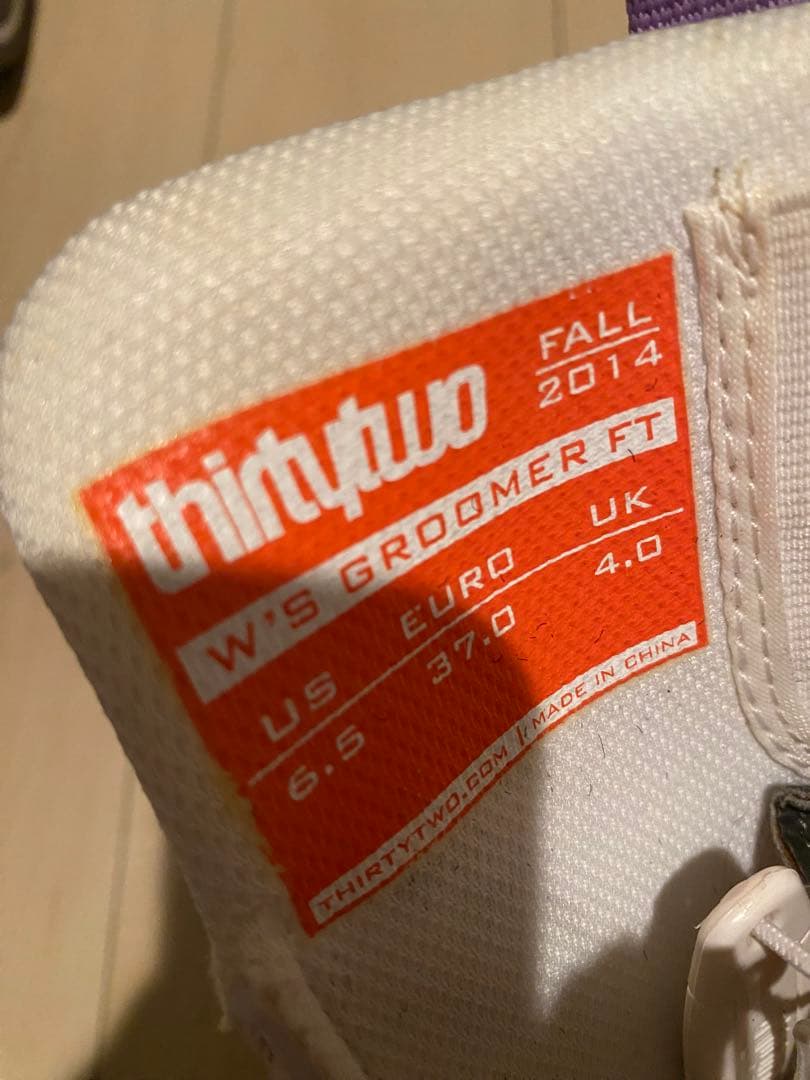 thirtytwo
FALL
2014
W'S GROOMER FT
US EURO UK
6.5 37.0 4.0
THIRTYTWO.COM | MADE IN CHINA